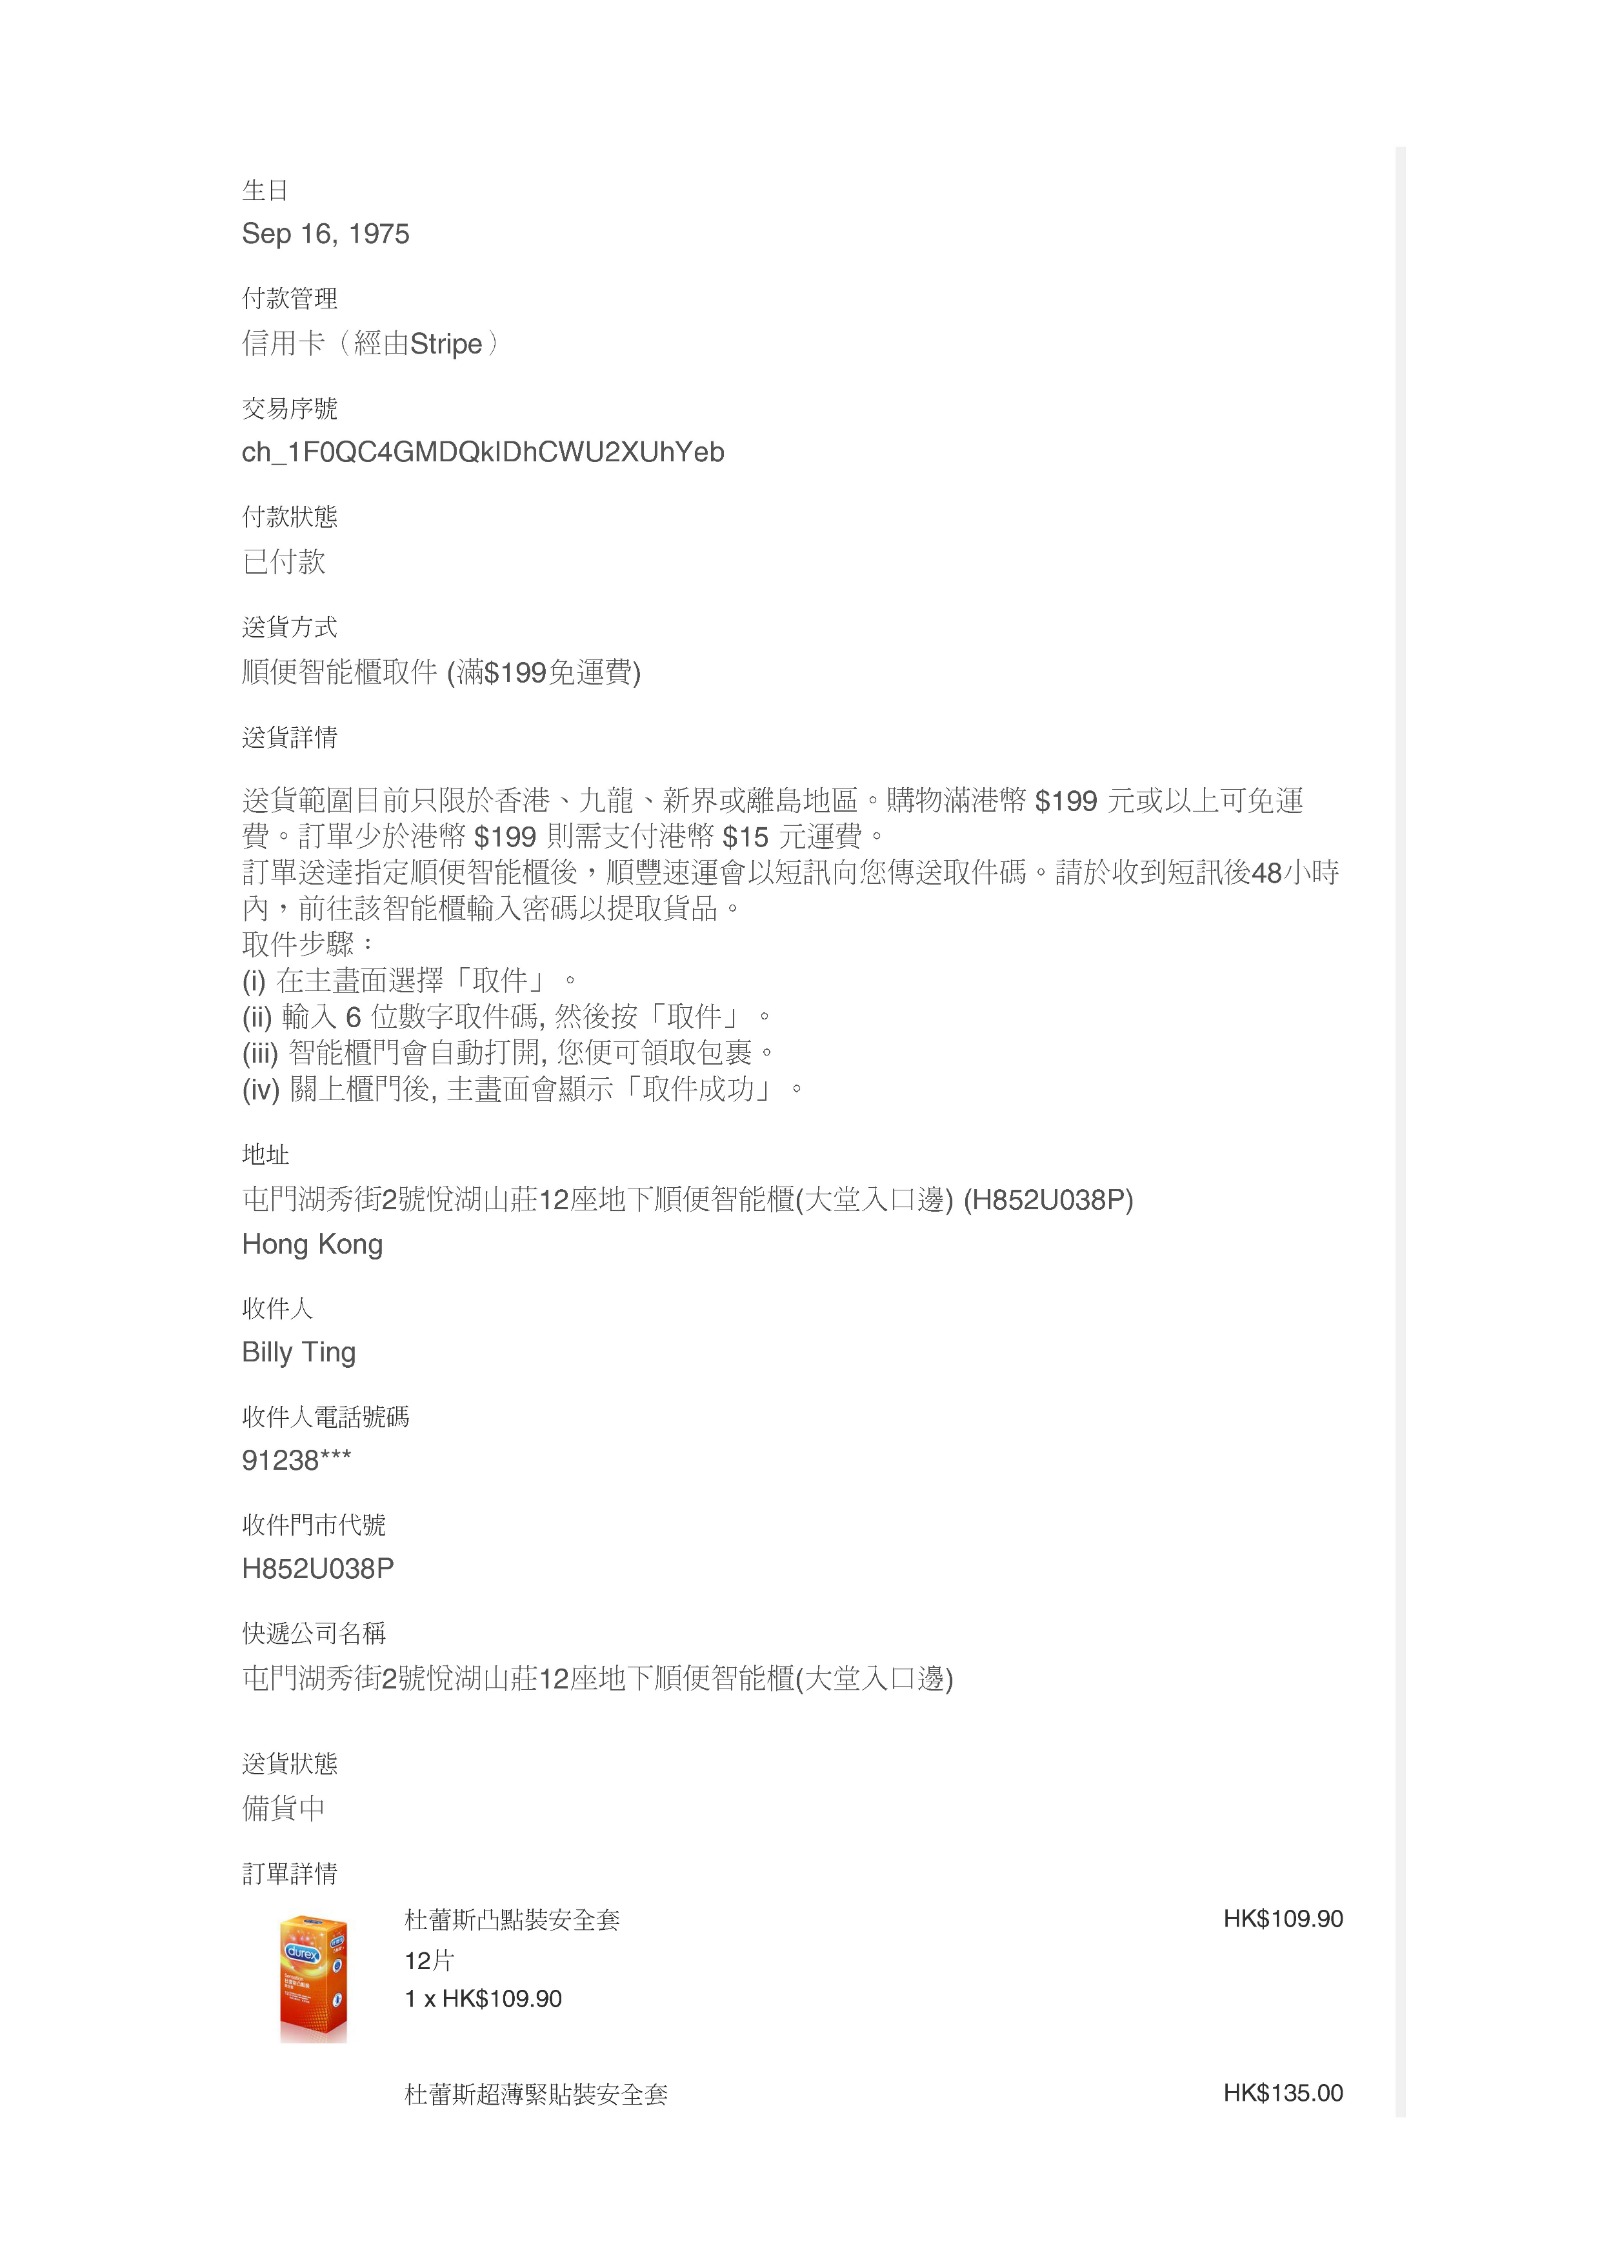 生日
Sep 16, 1975
付款管理
信用卡（經由Stripe）
交易序號
ch_1F0QC4GMDQklDhCWU2XUhYeb
付款狀態
已付款
送貨方式
順便智能櫃取件 (滿$199免運費)
送貨詳情
送貨範圍目前只限於香港、九龍、新界或離島地區。購物滿港幣 $199 元或以上可免運
費。訂單少於港幣 $199 則需支付港幣 $15 元運費。
訂單送達指定順便智能櫃後，順豐速運會以短訊向您傳送取件碼。請於收到短訊後48小時
內，前往該智能櫃輸入密碼以提取貨品。
取件步驟：
(i) 在主畫面選擇「取件」。
(ii) 輸入 6 位數字取件碼, 然後按「取件」。
(iii) 智能櫃門會自動打開, 您便可領取包裹。
(iv) 關上櫃門後, 主畫面會顯示「取件成功」。
地址
屯門湖秀街2號悅湖山莊12座地下順便智能櫃(大堂入口邊) (H852U038P)
Hong Kong
收件人
Billy Ting
收件人電話號碼
91238***
收件門市代號
H852U038P
快遞公司名稱
屯門湖秀街2號悅湖山莊12座地下順便智能櫃(大堂入口邊)
送貨狀態
備貨中
訂單詳情
杜蕾斯凸點裝安全套 HK$109.90
12片
1 x HK$109.90
durex
杜蕾斯超薄緊貼裝安全套 HK$135.00